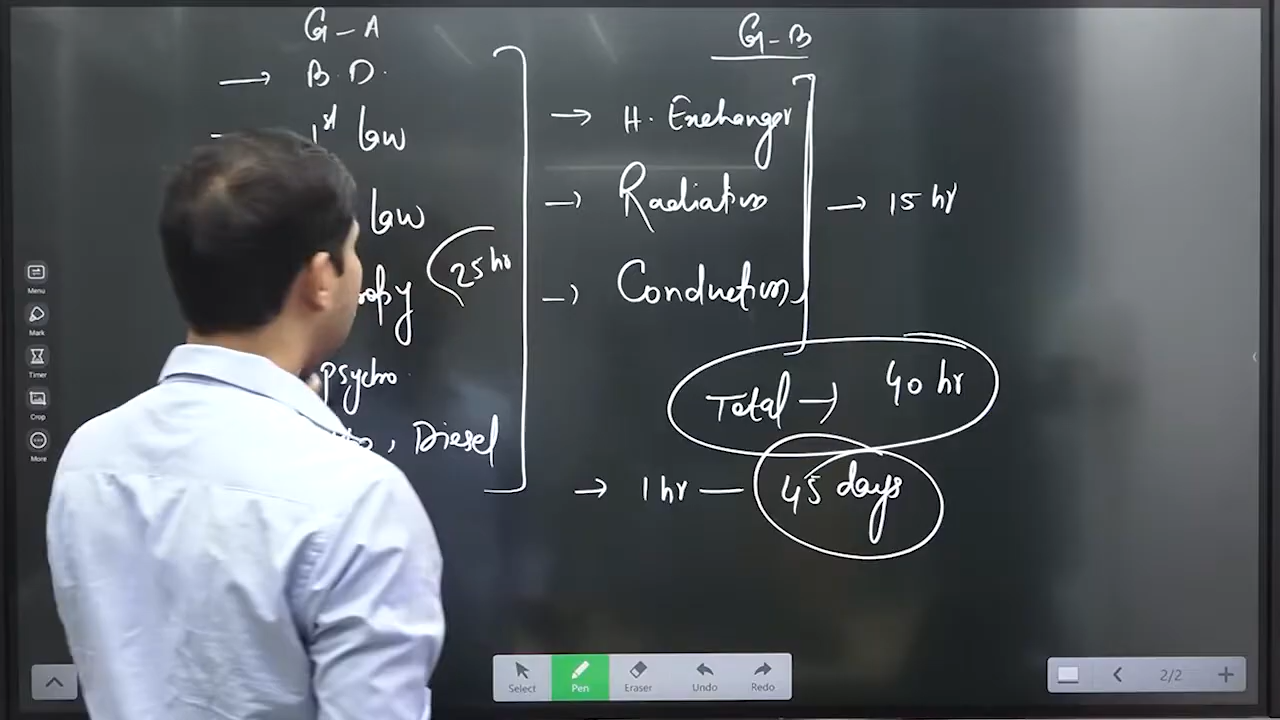 G-A
→ B.D.
1st law
law
25 hr
psycho.
, Diesel
G-B
→ H. Exchanger
→ Radiation
→ Conduction
→ 15 hr
Total → 40 hr
→ 1 hr — 45 days
Menu
Mark
Timer
Crop
More
Select
Pen
Eraser
Undo
Redo
2/2